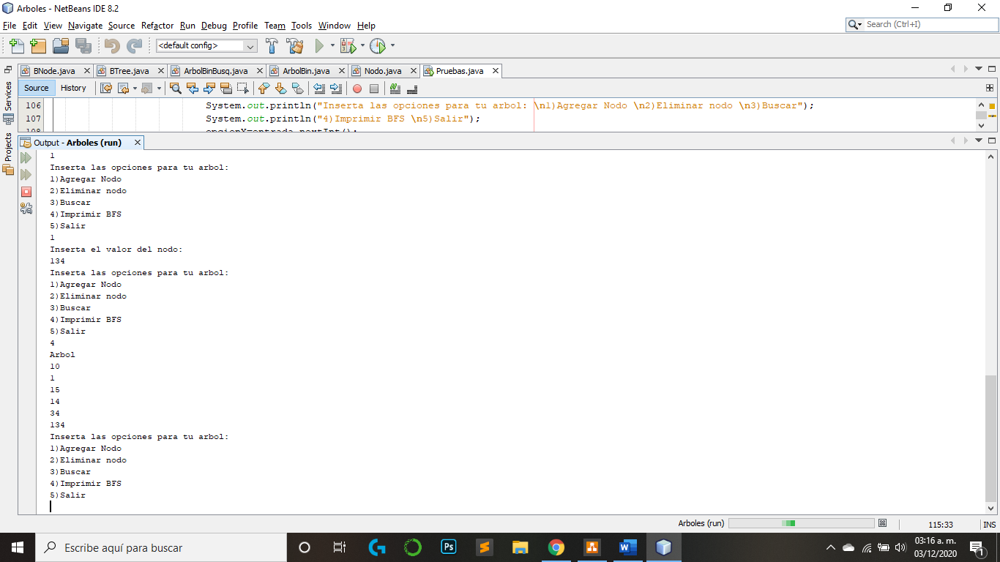 Arboles - NetBeans IDE 8.2
File Edit View Navigate Source Refactor Run Debug Profile Team Tools Window Help
Search (Ctrl+I)
<default config>
BNode.java BTree.java ArbolBinBusq.java ArbolBin.java Nodo.java Pruebas.java
Services
Projects
Source History
106 System.out.println("Inserta las opciones para tu arbol: \n1)Agregar Nodo \n2)Eliminar nodo \n3)Buscar");
107 System.out.println("4)Imprimir BFS \n5)Salir");
108 opcionX=entrada.nextInt();
Output - Arboles (run)
1
Inserta las opciones para tu arbol:
1)Agregar Nodo
2)Eliminar nodo
3)Buscar
4)Imprimir BFS
5)Salir
1
Inserta el valor del nodo:
134
Inserta las opciones para tu arbol:
1)Agregar Nodo
2)Eliminar nodo
3)Buscar
4)Imprimir BFS
5)Salir
4
Arbol
10
1
15
14
34
134
Inserta las opciones para tu arbol:
1)Agregar Nodo
2)Eliminar nodo
3)Buscar
4)Imprimir BFS
5)Salir
Arboles (run)
115:33 INS
Escribe aquí para buscar
Ps
03:16 a. m.
03/12/2020
1